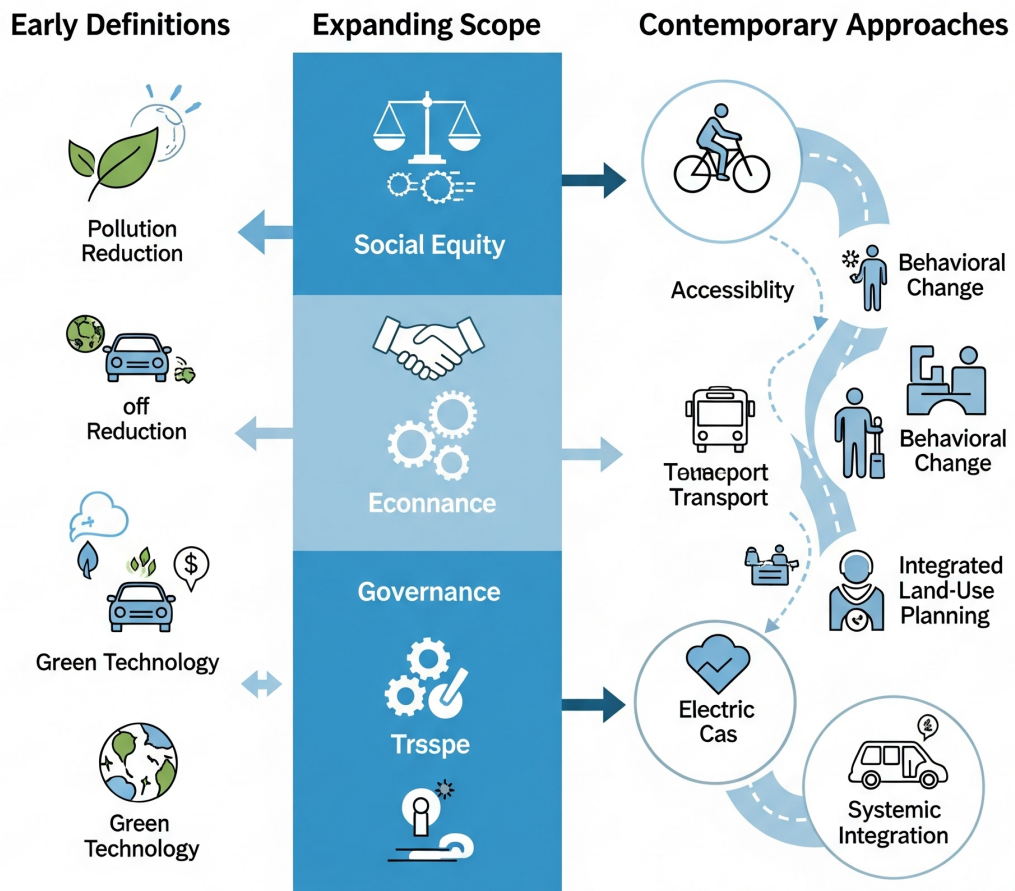 Early Definitions
Expanding Scope
Contemporary Approaches
Pollution
Reduction
off
Reduction
$
Green Technology
Green
Technology
Social Equity
Econnance
Governance
Trsspe
Accessiblity
Behavioral
Change
Transport
Behavioral
Change
Integrated
Land-Use
Planning
Electric
Cas
Systemic
Integration